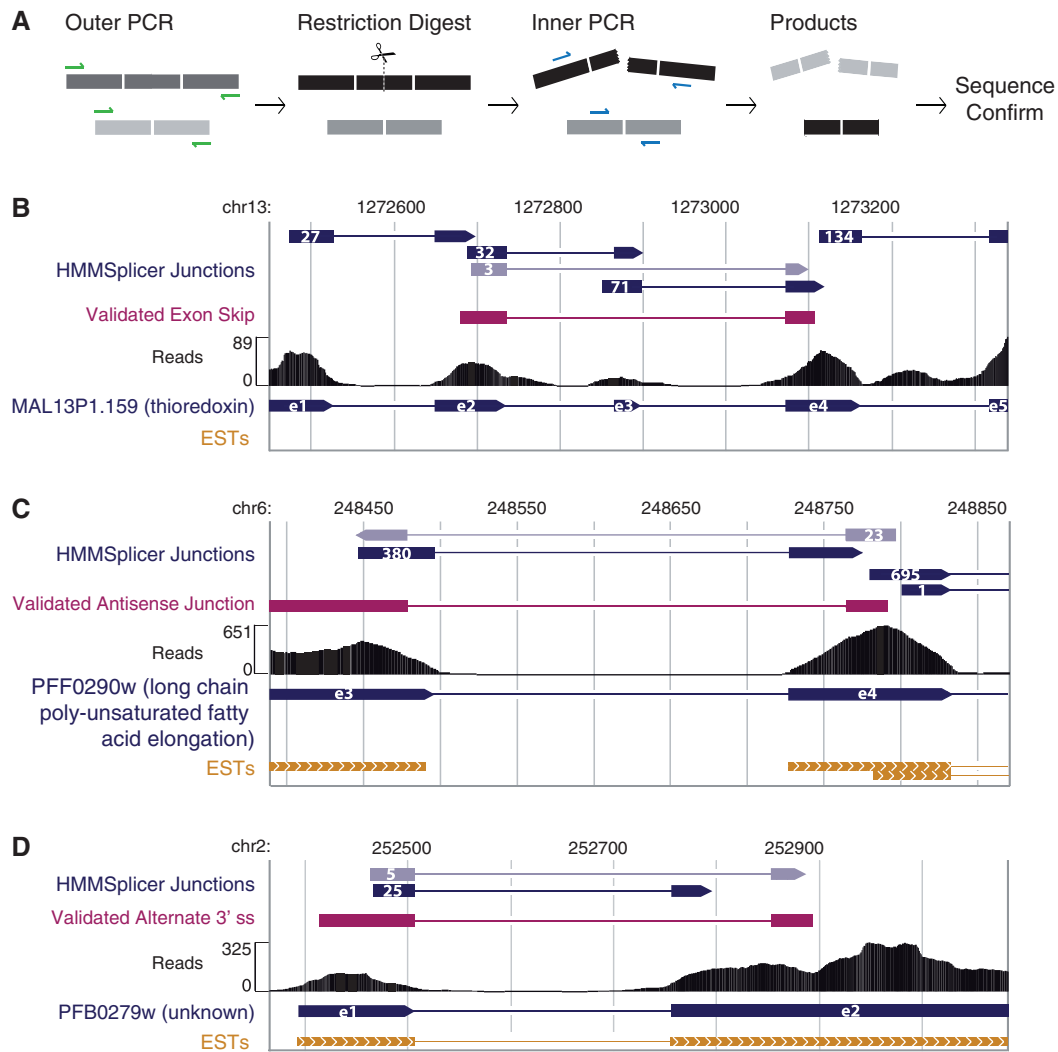 A
Outer PCR
Restriction Digest
Inner PCR
Products
Sequence
Confirm
B
chr13:
1272600
1272800
1273000
1273200
27
134
32
HMMSplicer Junctions
3
71
Validated Exon Skip
89
Reads
0
MAL13P1.159 (thioredoxin)
e1
e2
e3
e4
e5
ESTs
C
chr6:
248450
248550
248650
248750
248850
23
HMMSplicer Junctions
380
695
1
Validated Antisense Junction
651
Reads
0
PFF0290w (long chain
poly-unsaturated fatty
acid elongation)
e3
e4
ESTs
D
chr2:
252500
252700
252900
5
HMMSplicer Junctions
25
Validated Alternate 3' ss
325
Reads
0
PFB0279w (unknown)
e1
e2
ESTs